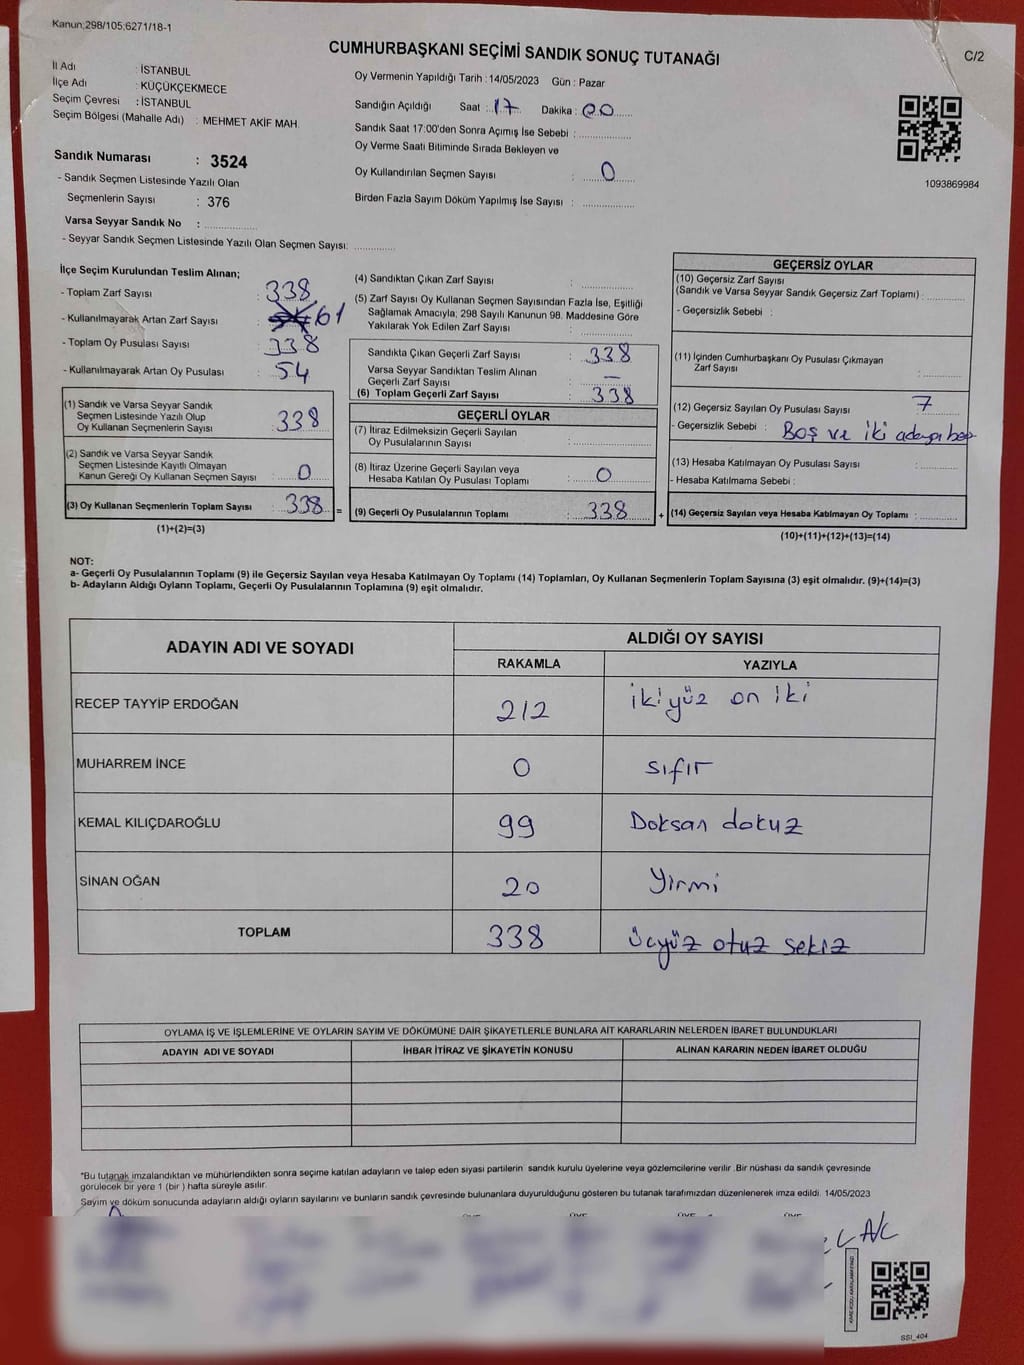 Kanun;298/105;6271/18-1
CUMHURBAŞKANI SEÇİMİ SANDIK SONUÇ TUTANAĞI
C/2
İl Adı : İSTANBUL
İlçe Adı : KÜÇÜKÇEKMECE
Seçim Çevresi : İSTANBUL
Seçim Bölgesi (Mahalle Adı) : MEHMET AKİF MAH.
Sandık Numarası : 3524
- Sandık Seçmen Listesinde Yazılı Olan
Seçmenlerin Sayısı : 376
Varsa Seyyar Sandık No :
- Seyyar Sandık Seçmen Listesinde Yazılı Olan Seçmen Sayısı:
Oy Vermenin Yapıldığı Tarih : 14/05/2023 Gün : Pazar
Sandığın Açıldığı Saat : 17 Dakika : 00
Sandık Saat 17:00'den Sonra Açımış İse Sebebi :
Oy Verme Saati Bitiminde Sırada Bekleyen ve
Oy Kullandırılan Seçmen Sayısı : 0
Birden Fazla Sayım Döküm Yapılmış İse Sayısı :
1093869984
İlçe Seçim Kurulundan Teslim Alınan;
- Toplam Zarf Sayısı : 338
- Kullanılmayarak Artan Zarf Sayısı : 61
- Toplam Oy Pusulası Sayısı : 338
- Kullanılmayarak Artan Oy Pusulası : 54
(1) Sandık ve Varsa Seyyar Sandık
Seçmen Listesinde Yazılı Olup
Oy Kullanan Seçmenlerin Sayısı : 338
(2) Sandık ve Varsa Seyyar Sandık
Seçmen Listesinde Kayıtlı Olmayan
Kanun Gereği Oy Kullanan Seçmen Sayısı : 0
(3) Oy Kullanan Seçmenlerin Toplam Sayısı : 338 =
(1)+(2)=(3)
(4) Sandıktan Çıkan Zarf Sayısı :
(5) Zarf Sayısı Oy Kullanan Seçmen Sayısından Fazla İse, Eşitliği
Sağlamak Amacıyla; 298 Sayılı Kanunun 98. Maddesine Göre
Yakılarak Yok Edilen Zarf Sayısı :
Sandıkta Çıkan Geçerli Zarf Sayısı : 338
Varsa Seyyar Sandıktan Teslim Alınan
Geçerli Zarf Sayısı : —
(6) Toplam Geçerli Zarf Sayısı : 338
GEÇERLİ OYLAR
(7) İtiraz Edilmeksizin Geçerli Sayılan
Oy Pusulalarının Sayısı :
(8) İtiraz Üzerine Geçerli Sayılan veya
Hesaba Katılan Oy Pusulası Toplamı : 0
(9) Geçerli Oy Pusulalarının Toplamı : 338 +
GEÇERSİZ OYLAR
(10) Geçersiz Zarf Sayısı
(Sandık ve Varsa Seyyar Sandık Geçersiz Zarf Toplamı) :
- Geçersizlik Sebebi :
(11) İçinden Cumhurbaşkanı Oy Pusulası Çıkmayan
Zarf Sayısı :
(12) Geçersiz Sayılan Oy Pusulası Sayısı : 7
- Geçersizlik Sebebi : Boş ve iki adaya
(13) Hesaba Katılmayan Oy Pusulası Sayısı :
- Hesaba Katılmama Sebebi :
(14) Geçersiz Sayılan veya Hesaba Katılmayan Oy Toplamı :
(10)+(11)+(12)+(13)=(14)
NOT:
a- Geçerli Oy Pusulalarının Toplamı (9) ile Geçersiz Sayılan veya Hesaba Katılmayan Oy Toplamı (14) Toplamları, Oy Kullanan Seçmenlerin Toplam Sayısına (3) eşit olmalıdır. (9)+(14)=(3)
b- Adayların Aldığı Oyların Toplamı, Geçerli Oy Pusulalarının Toplamına (9) eşit olmalıdır.
ADAYIN ADI VE SOYADI
ALDIĞI OY SAYISI
RAKAMLA YAZIYLA
RECEP TAYYİP ERDOĞAN 212 ikiyüz on iki
MUHARREM İNCE 0 sıfır
KEMAL KILIÇDAROĞLU 99 Doksan dokuz
SİNAN OĞAN 20 Yirmi
TOPLAM 338 üçyüz otuz sekiz
OYLAMA İŞ VE İŞLEMLERİNE VE OYLARIN SAYIM VE DÖKÜMÜNE DAİR ŞİKAYETLERLE BUNLARA AİT KARARLARIN NELERDEN İBARET BULUNDUKLARI
ADAYIN ADI VE SOYADI İHBAR İTİRAZ VE ŞİKAYETİN KONUSU ALINAN KARARIN NEDEN İBARET OLDUĞU
*Bu tutanak imzalandıktan ve mühürlendikten sonra seçime katılan adayların ve talep eden siyasi partilerin sandık kurulu üyelerine veya gözlemcilerine verilir .Bir nüshası da sandık çevresinde
görülecek bir yere 1 (bir ) hafta süreyle asılır.
Sayım ve döküm sonucunda adayların aldığı oyların sayılarını ve bunların sandık çevresinde bulunanlara duyurulduğunu gösteren bu tutanak tarafımızdan düzenlenerek imza edildi. 14/05/2023
SSI_404